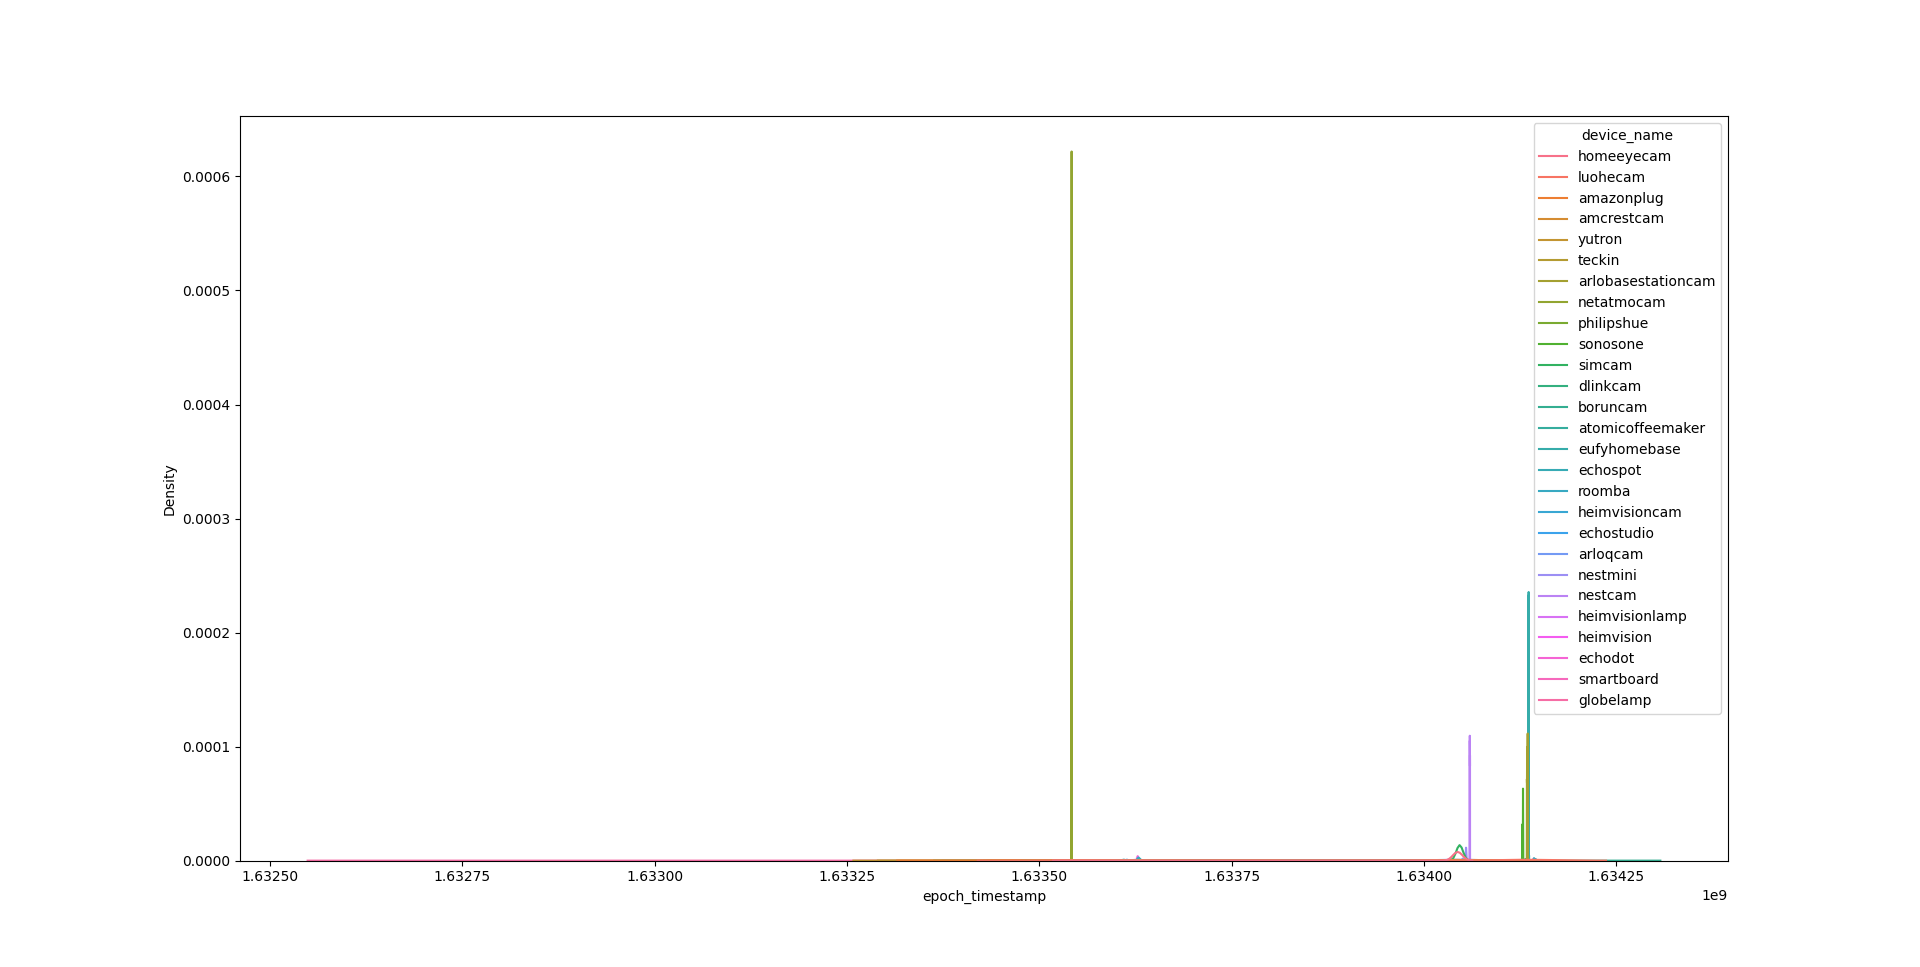 device_name
homeeyecam
luohecam
amazonplug
amcrestcam
yutron
teckin
arlobasestationcam
netatmocam
philipshue
sonosone
simcam
dlinkcam
boruncam
atomicoffeemaker
eufyhomebase
echospot
roomba
heimvisioncam
echostudio
arloqcam
nestmini
nestcam
heimvisionlamp
heimvision
echodot
smartboard
globelamp
0.0006
0.0005
0.0004
0.0003
0.0002
0.0001
0.0000
Density
1.63250 1.63275 1.63300 1.63325 1.63350 1.63375 1.63400 1.63425
1e9
epoch_timestamp